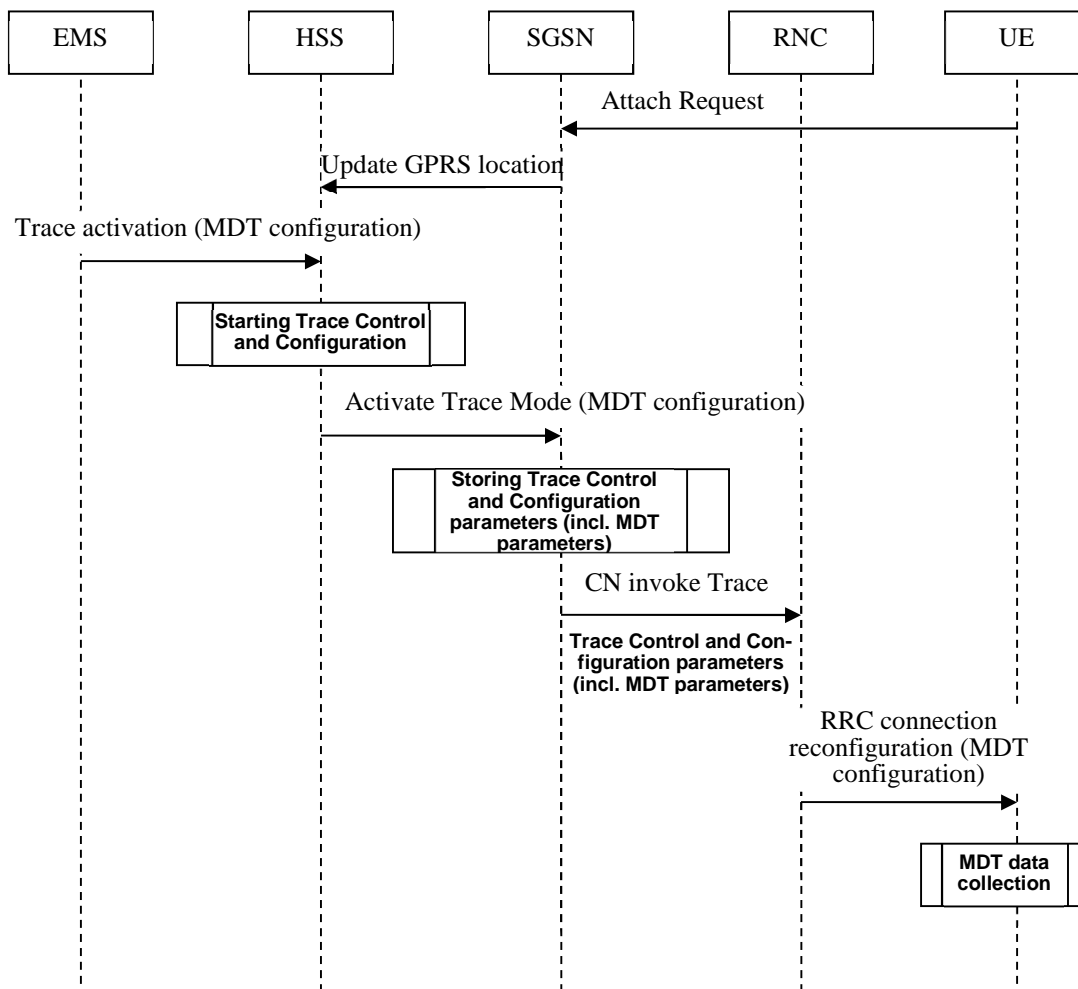 EMS
HSS
SGSN
RNC
UE
Attach Request
Update GPRS location
Trace activation (MDT configuration)
Starting Trace Control
and Configuration
Activate Trace Mode (MDT configuration)
Storing Trace Control
and Configuration
parameters (incl. MDT
parameters)
CN invoke Trace
Trace Control and Con-
figuration parameters
(incl. MDT parameters)
RRC connection
reconfiguration (MDT
configuration)
MDT data
collection